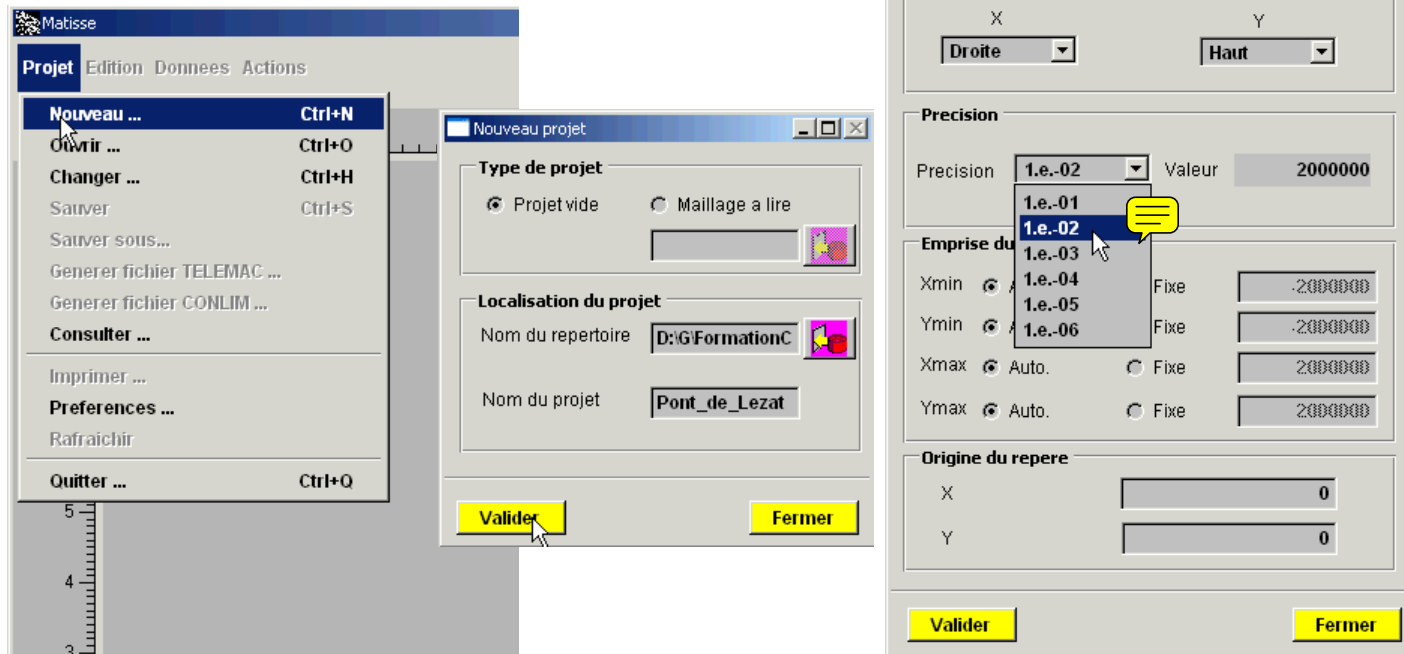 Matisse
Projet Edition Donnees Actions
Nouveau ... Ctrl+N
Ouvrir ... Ctrl+O
Changer ... Ctrl+H
Sauver Ctrl+S
Sauver sous...
Generer fichier TELEMAC ...
Generer fichier CONLIM ...
Consulter ...
Imprimer ...
Preferences ...
Rafraichir
Quitter ... Ctrl+Q
5
4
3
Nouveau projet
Type de projet
Projet vide Maillage a lire
Localisation du projet
Nom du repertoire D:\G\FormationC
Nom du projet Pont_de_Lezat
Valider Fermer
X Y
Droite Haut
Precision
Precision 1.e.-02 Valeur 2000000
1.e.-01
1.e.-02
1.e.-03
1.e.-04
1.e.-05
1.e.-06
Emprise du
Xmin Fixe -2000000
Ymin Fixe -2000000
Xmax Auto. Fixe 2000000
Ymax Auto. Fixe 2000000
Origine du repere
X 0
Y 0
Valider Fermer